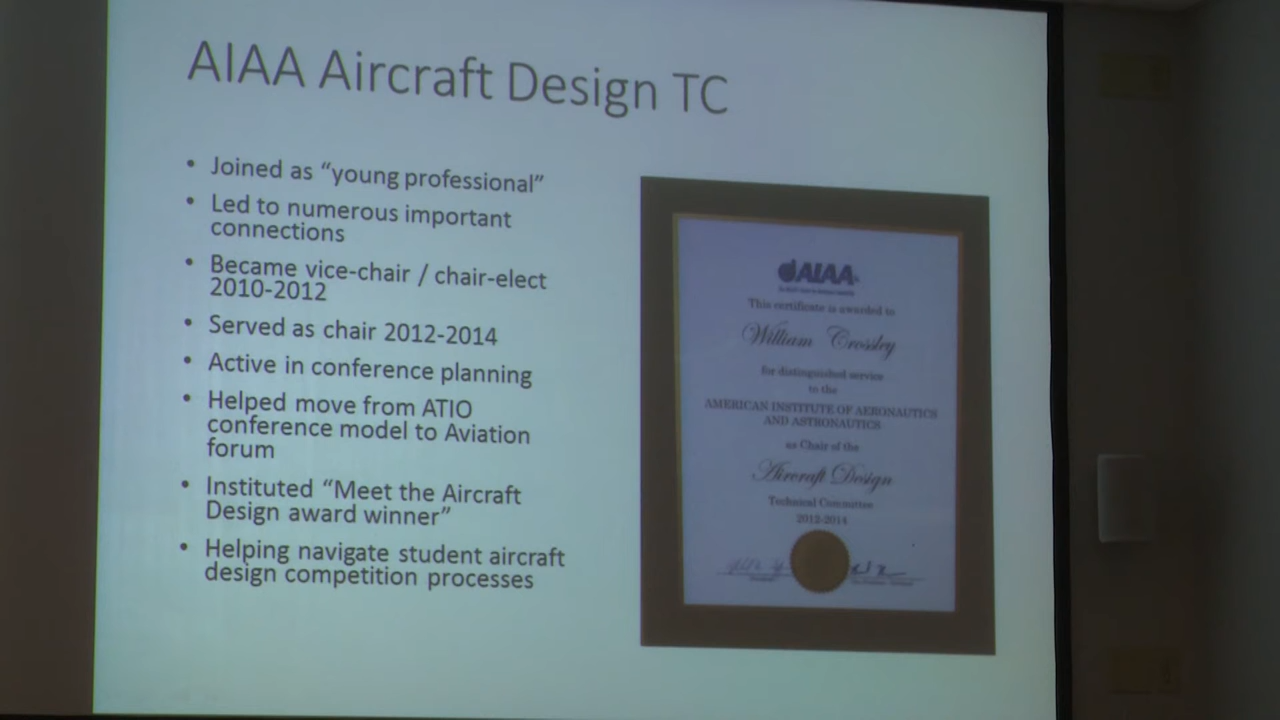 AIAA Aircraft Design TC
• Joined as “young professional”
• Led to numerous important
connections
• Became vice-chair / chair-elect
2010-2012
• Served as chair 2012-2014
• Active in conference planning
• Helped move from ATIO
conference model to Aviation
forum
• Instituted “Meet the Aircraft
Design award winner”
• Helping navigate student aircraft
design competition processes
AIAA
This certificate is awarded to
William Crossley
for distinguished service
to the
AMERICAN INSTITUTE OF AERONAUTICS
AND ASTRONAUTICS
as Chair of the
Aircraft Design
Technical Committee
2012-2014